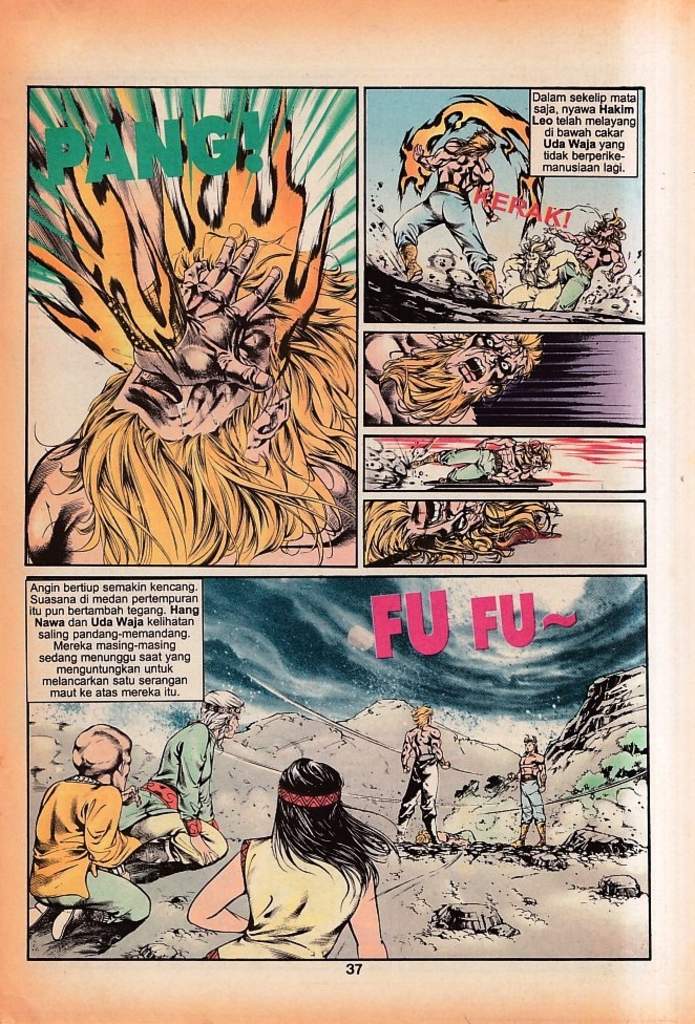 PANG!
Dalam sekelip mata
saja, nyawa Hakim
Leo telah melayang
di bawah cakar
Uda Waja yang
tidak berperike-
manusiaan lagi.
KERAK!
Angin bertiup semakin kencang.
Suasana di medan pertempuran
itu pun bertambah tegang. Hang
Nawa dan Uda Waja kelihatan
saling pandang-memandang.
Mereka masing-masing
sedang menunggu saat yang
menguntungkan untuk
melancarkan satu serangan
maut ke atas mereka itu.
FU FU~
37